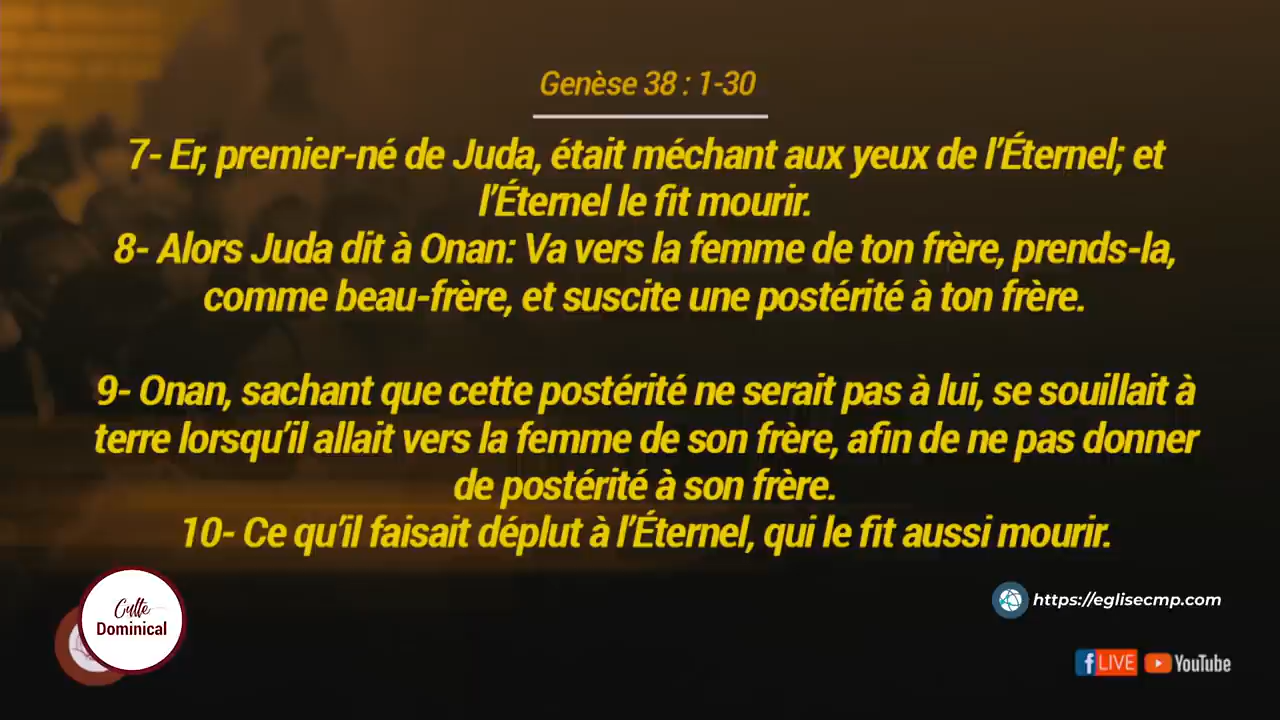 Genèse 38 : 1-30
7- Er, premier-né de Juda, était méchant aux yeux de l'Éternel; et
l'Éternel le fit mourir.
8- Alors Juda dit à Onan: Va vers la femme de ton frère, prends-la,
comme beau-frère, et suscite une postérité à ton frère.
9- Onan, sachant que cette postérité ne serait pas à lui, se souillait à
terre lorsqu'il allait vers la femme de son frère, afin de ne pas donner
de postérité à son frère.
10- Ce qu'il faisait déplut à l'Éternel, qui le fit aussi mourir.
Culte
Dominical
https://eglisecmp.com
f LIVE YouTube